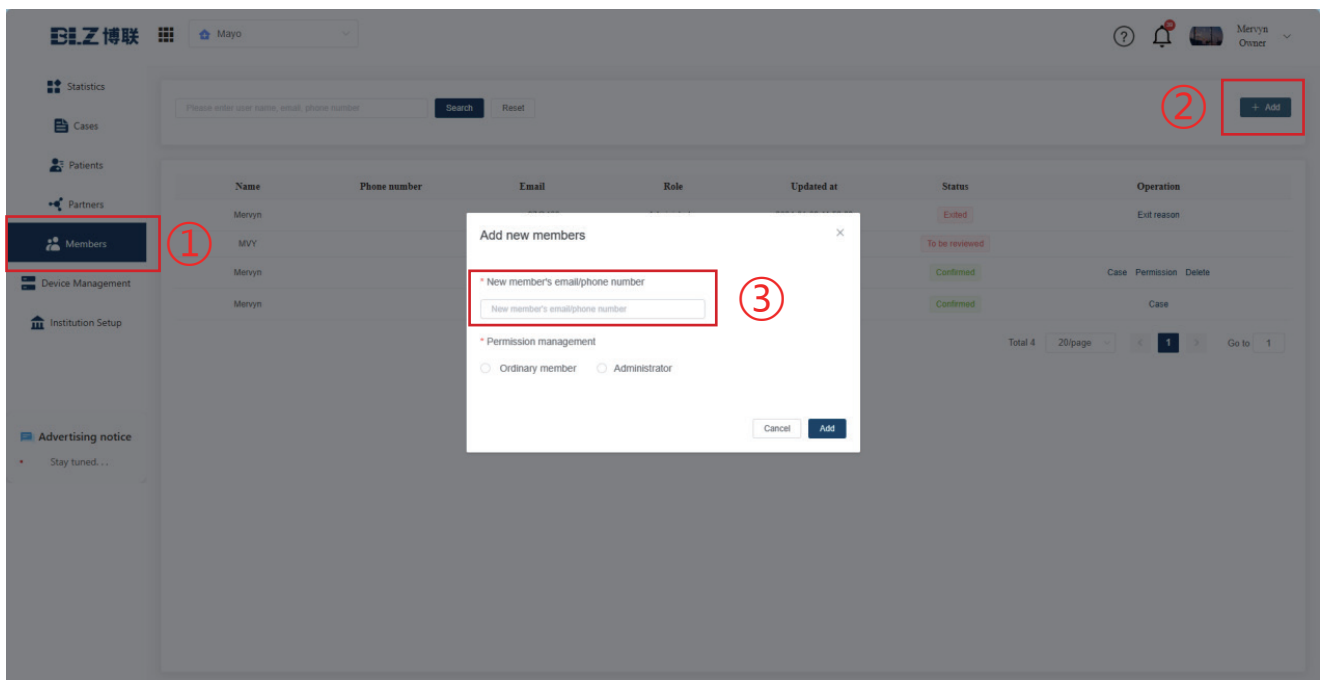 BLZ博联
Mayo
Mervyn
Owner
Statistics
Cases
Patients
Partners
Members
Device Management
Institution Setup
Advertising notice
Stay tuned. . .
①
Please enter user name, email, phone number
Search
Reset
②
+ Add
Name Phone number Email Role Updated at Status Operation
Mervyn Exited Exit reason
MVY To be reviewed
Mervyn Confirmed Case Permission Delete
Mervyn Confirmed Case
Total 4 20/page < 1 > Go to 1
Add new members ×
* New member's email/phone number
New member's email/phone number
③
* Permission management
Ordinary member Administrator
Cancel Add